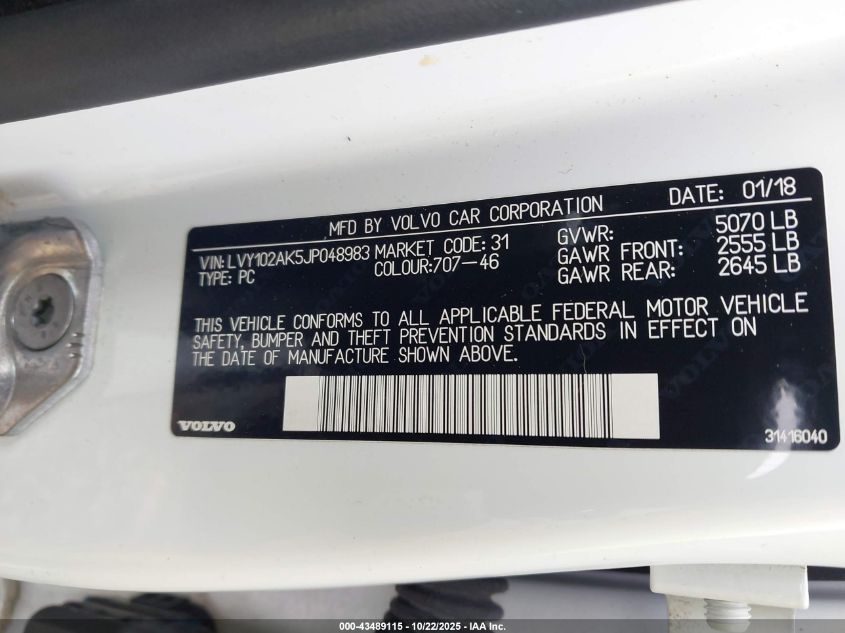 MFD BY VOLVO CAR CORPORATION DATE: 01/18
VIN: LVY102AK5JP048983 MARKET CODE: 31 GVWR: 5070 LB
TYPE: PC COLOUR:707-46 GAWR FRONT: 2555 LB
GAWR REAR: 2645 LB
THIS VEHICLE CONFORMS TO ALL APPLICABLE FEDERAL MOTOR VEHICLE
SAFETY, BUMPER AND THEFT PREVENTION STANDARDS IN EFFECT ON
THE DATE OF MANUFACTURE SHOWN ABOVE.
VOLVO
31416040
000-43489115 - 10/22/2025 - IAA Inc.